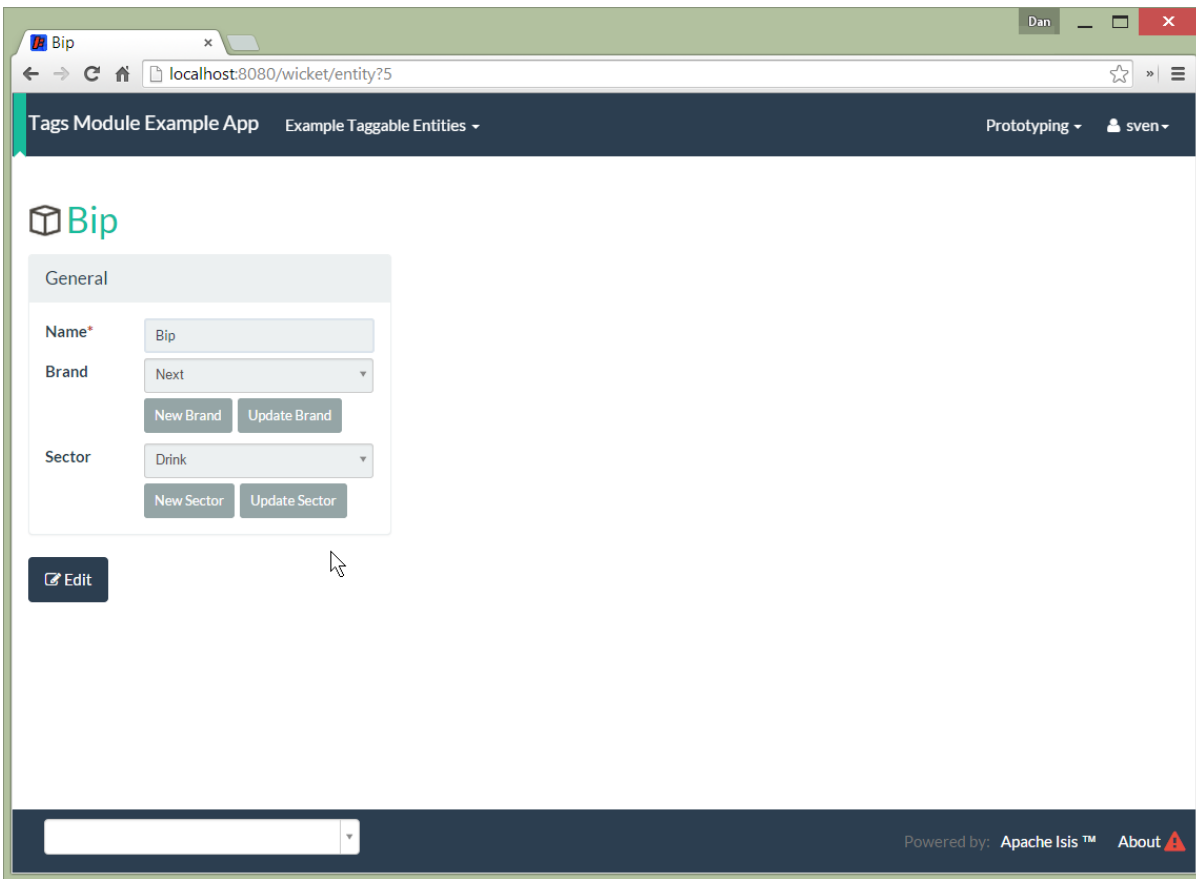 Dan
Bip
localhost:8080/wicket/entity?5
Tags Module Example App Example Taggable Entities Prototyping sven
Bip
General
Name* Bip
Brand Next
New Brand Update Brand
Sector Drink
New Sector Update Sector
Edit
Powered by: Apache Isis ™ About